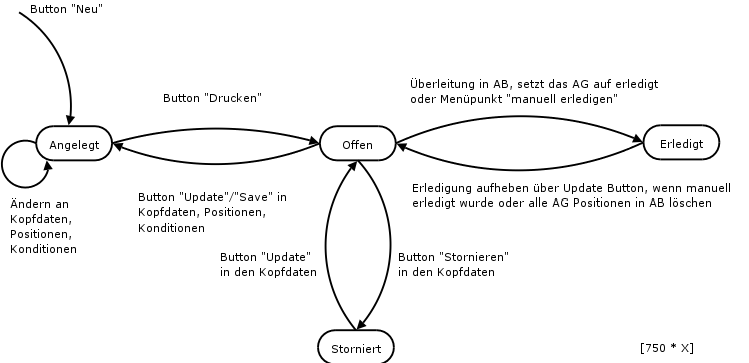 Button "Neu"
Button "Drucken"
Überleitung in AB, setzt das AG auf erledigt
oder Menüpunkt "manuell erledigen"
Angelegt
Offen
Erledigt
Ändern an
Kopfdaten,
Positionen,
Konditionen
Button "Update"/"Save" in
Kopfdaten, Positionen,
Konditionen
Erledigung aufheben über Update Button, wenn manuell
erledigt wurde oder alle AG Positionen in AB löschen
Button "Update"
in den Kopfdaten
Button "Stornieren"
in den Kopfdaten
Storniert
[750 * X]